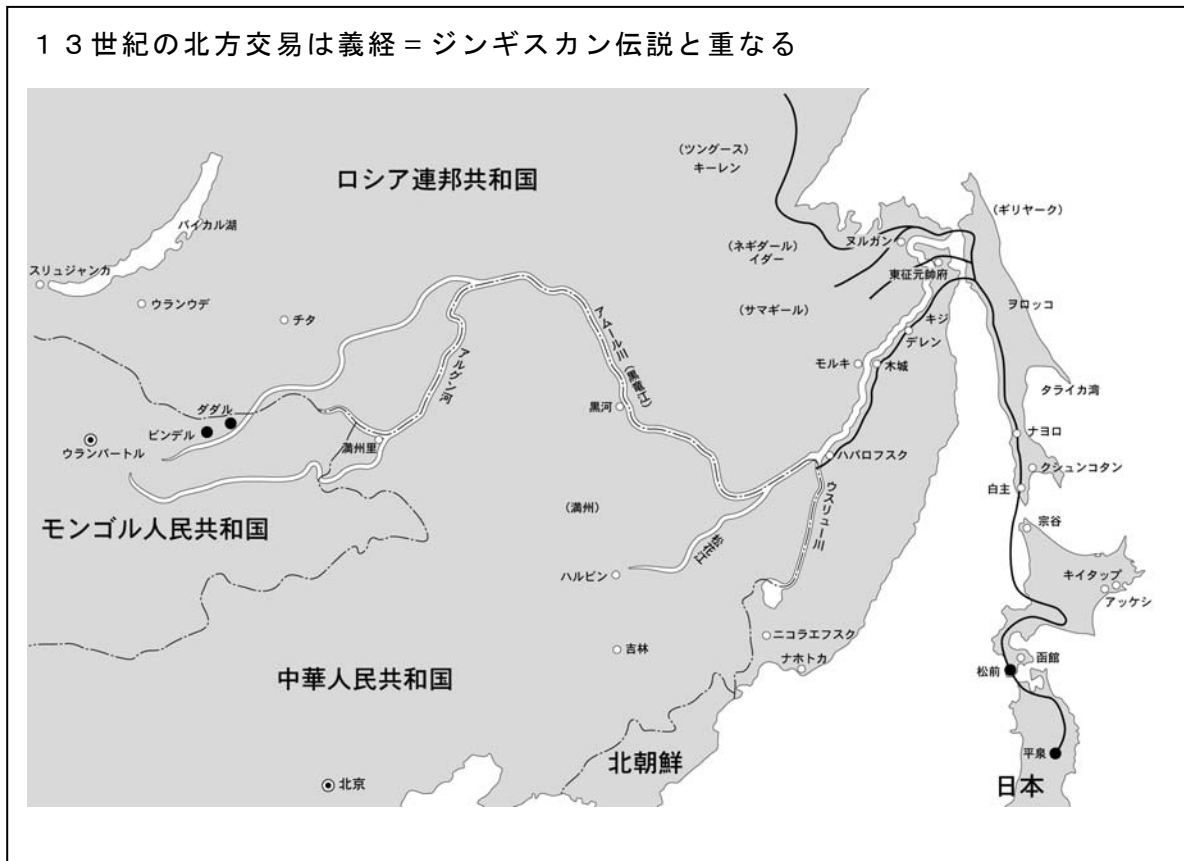 １３世紀の北方交易は義経＝ジンギスカン伝説と重なる
（ツングース）
キーレン
ロシア連邦共和国
（ギリヤーク）
バイカル湖
（ネギダール）
イダー
ヌルガン
東征元帥府
スリュジャンカ
ウランウデ
チタ
（サマギール）
ヲロッコ
キジ
デレン
アムール川（黒竜江）
アルグン河
モルキ
木城
タライカ湾
ダダル
ビンデル
黒河
ウランバートル
満州里
ナヨロ
ハバロフスク
クシュンコタン
白主
（満州）
ウスリュー川
宗谷
モンゴル人民共和国
松花江
ハルビン
キイタップ
アッケシ
ニコラエフスク
吉林
ナホトカ
函館
松前
中華人民共和国
北朝鮮
平泉
北京
日本